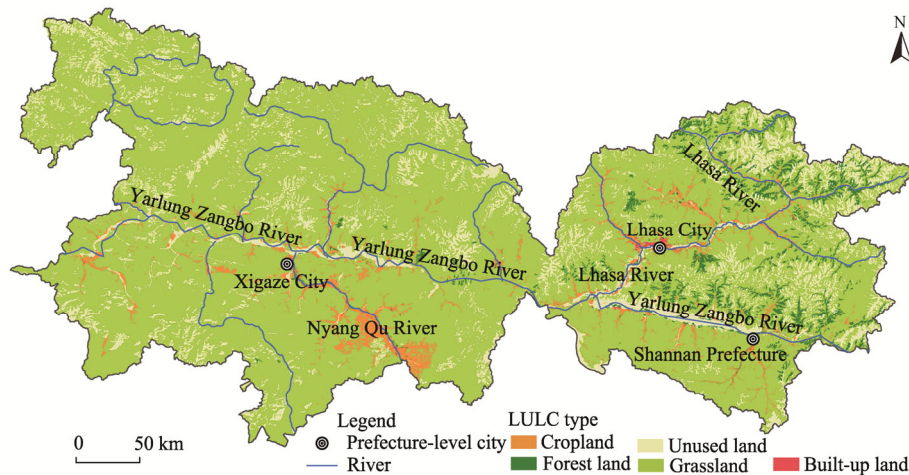 N
Lhasa River
Yarlung Zangbo River
Lhasa City
Yarlung Zangbo River
Xigaze City
Lhasa River
Yarlung Zangbo River
Nyang Qu River
Shannan Prefecture
Legend
LULC type
Prefecture-level city
Cropland
Unused land
0 50 km
River
Forest land
Grassland
Built-up land